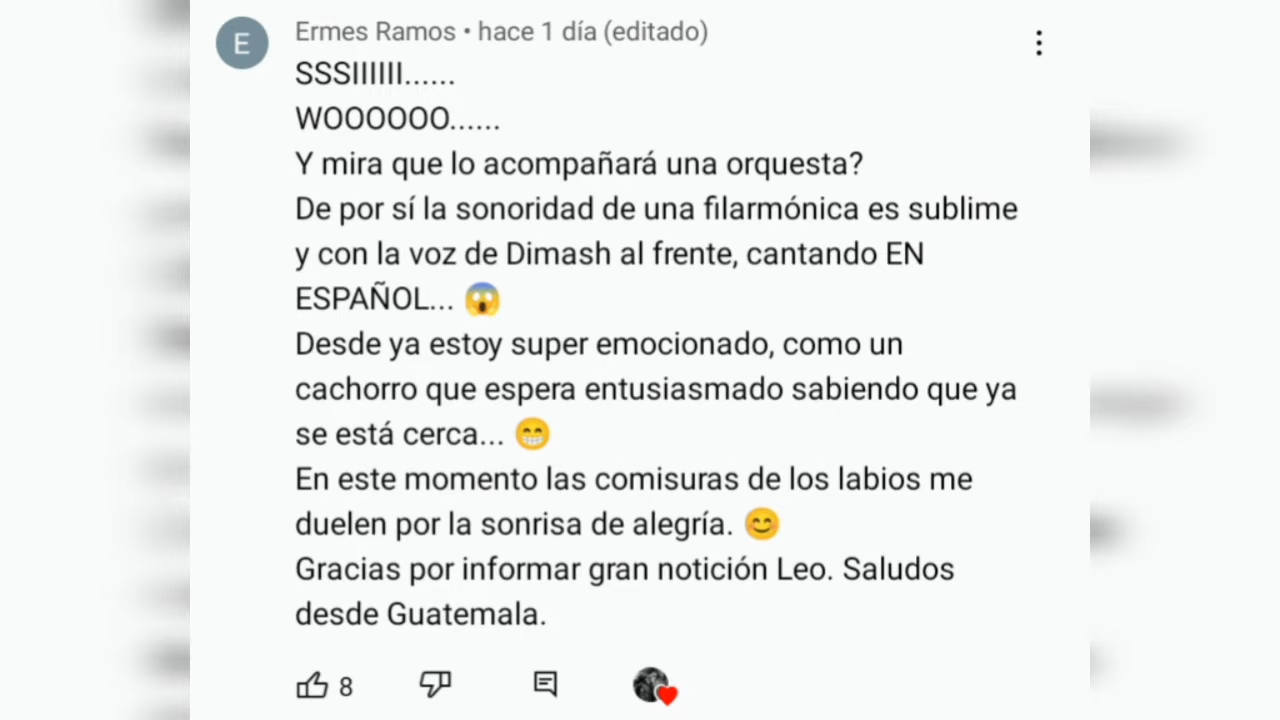 E
Ermes Ramos • hace 1 día (editado)
SSSIIIIII......
WOOOOOO......
Y mira que lo acompañará una orquesta?
De por sí la sonoridad de una filarmónica es sublime
y con la voz de Dimash al frente, cantando EN
ESPAÑOL... 😱
Desde ya estoy super emocionado, como un
cachorro que espera entusiasmado sabiendo que ya
se está cerca... 😁
En este momento las comisuras de los labios me
duelen por la sonrisa de alegría. 😊
Gracias por informar gran notición Leo. Saludos
desde Guatemala.
8